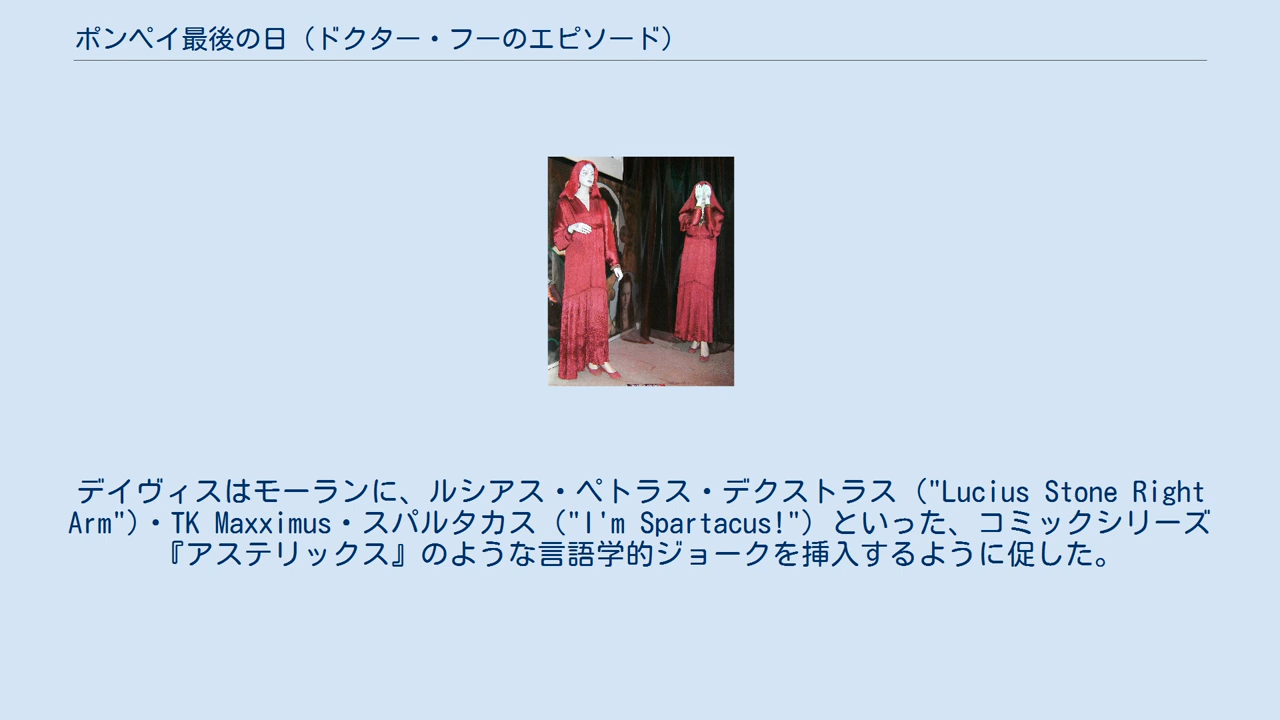 ポンペイ最後の日（ドクター・フーのエピソード）
デイヴィスはモーランに、ルシアス・ペトラス・デクストラス（"Lucius Stone Right
Arm"）・TK Maxximus・スパルタカス（"I'm Spartacus!"）といった、コミックシリーズ
『アステリックス』のような言語学的ジョークを挿入するように促した。